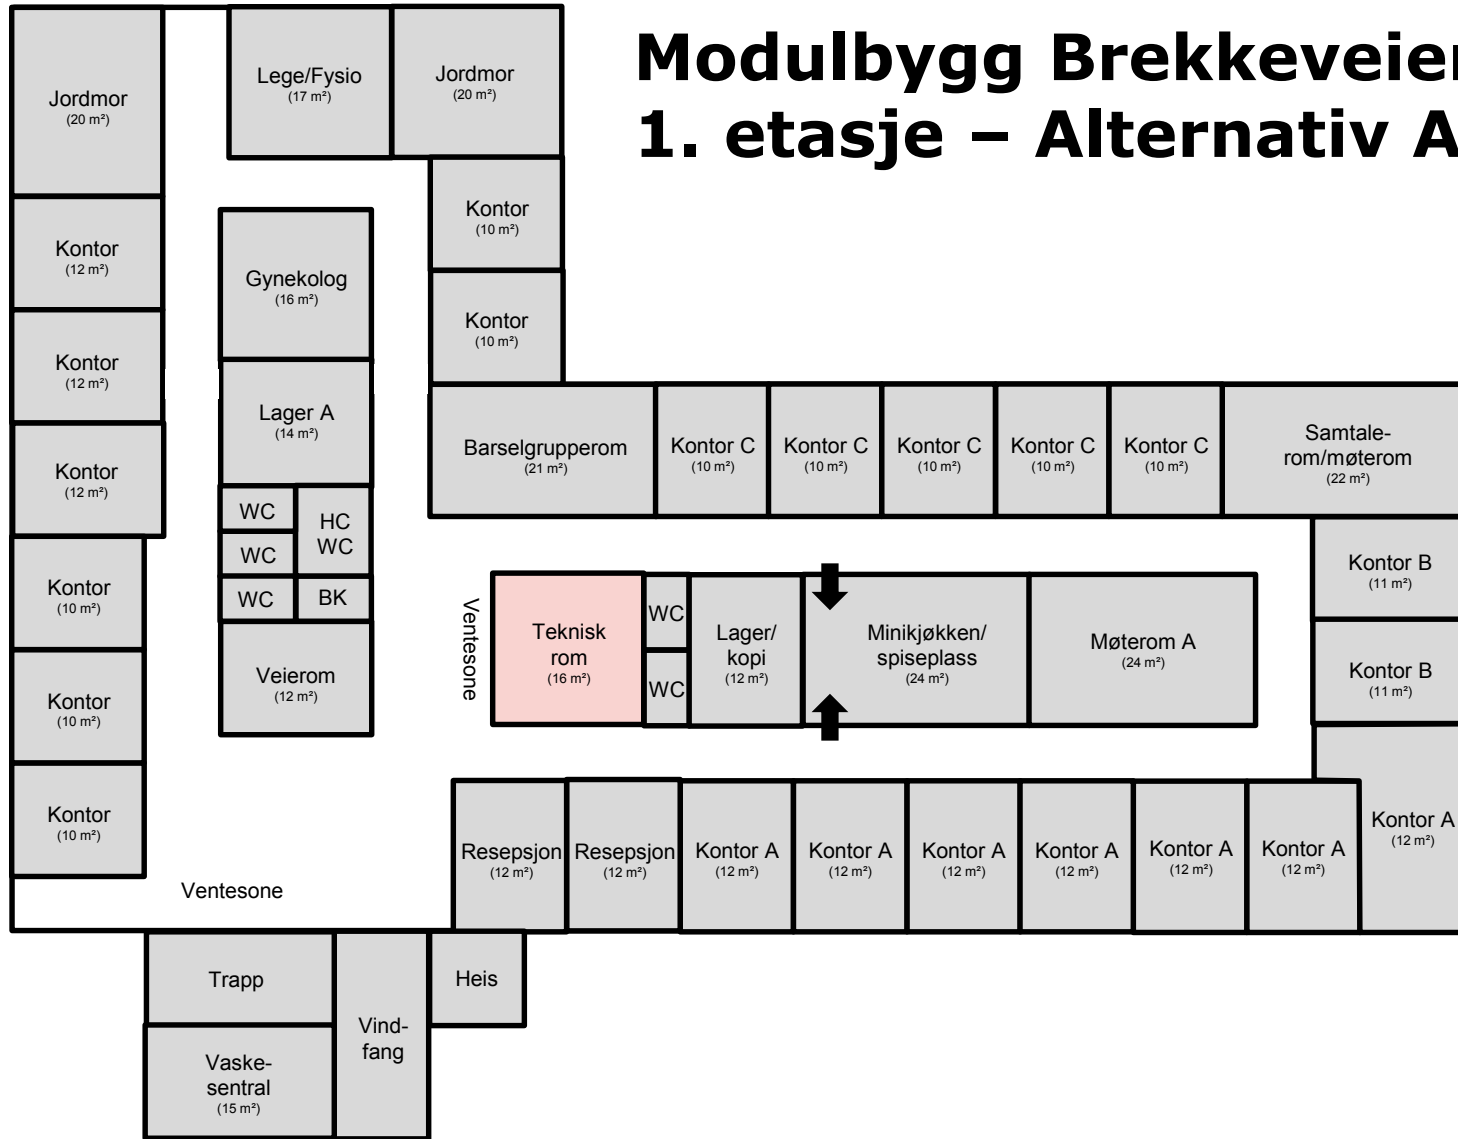 Modulbygg Brekkeveien
1. etasje – Alternativ A
Jordmor
(20 m²)
Lege/Fysio
(17 m²)
Jordmor
(20 m²)
Kontor
(10 m²)
Kontor
(12 m²)
Gynekolog
(16 m²)
Kontor
(10 m²)
Kontor
(12 m²)
Lager A
(14 m²)
Barselgrupperom
(21 m²)
Kontor C
(10 m²)
Kontor C
(10 m²)
Kontor C
(10 m²)
Kontor C
(10 m²)
Kontor C
(10 m²)
Samtale-
rom/møterom
(22 m²)
Kontor
(12 m²)
WC
HC
WC
WC
WC
BK
Kontor
(10 m²)
Ventesone
Teknisk
rom
(16 m²)
WC
WC
Lager/
kopi
(12 m²)
Minikjøkken/
spiseplass
(24 m²)
Møterom A
(24 m²)
Kontor B
(11 m²)
Kontor B
(11 m²)
Veierom
(12 m²)
Kontor
(10 m²)
Kontor
(10 m²)
Resepsjon
(12 m²)
Resepsjon
(12 m²)
Kontor A
(12 m²)
Kontor A
(12 m²)
Kontor A
(12 m²)
Kontor A
(12 m²)
Kontor A
(12 m²)
Kontor A
(12 m²)
Kontor A
(12 m²)
Ventesone
Trapp
Heis
Vind-
fang
Vaske-
sentral
(15 m²)